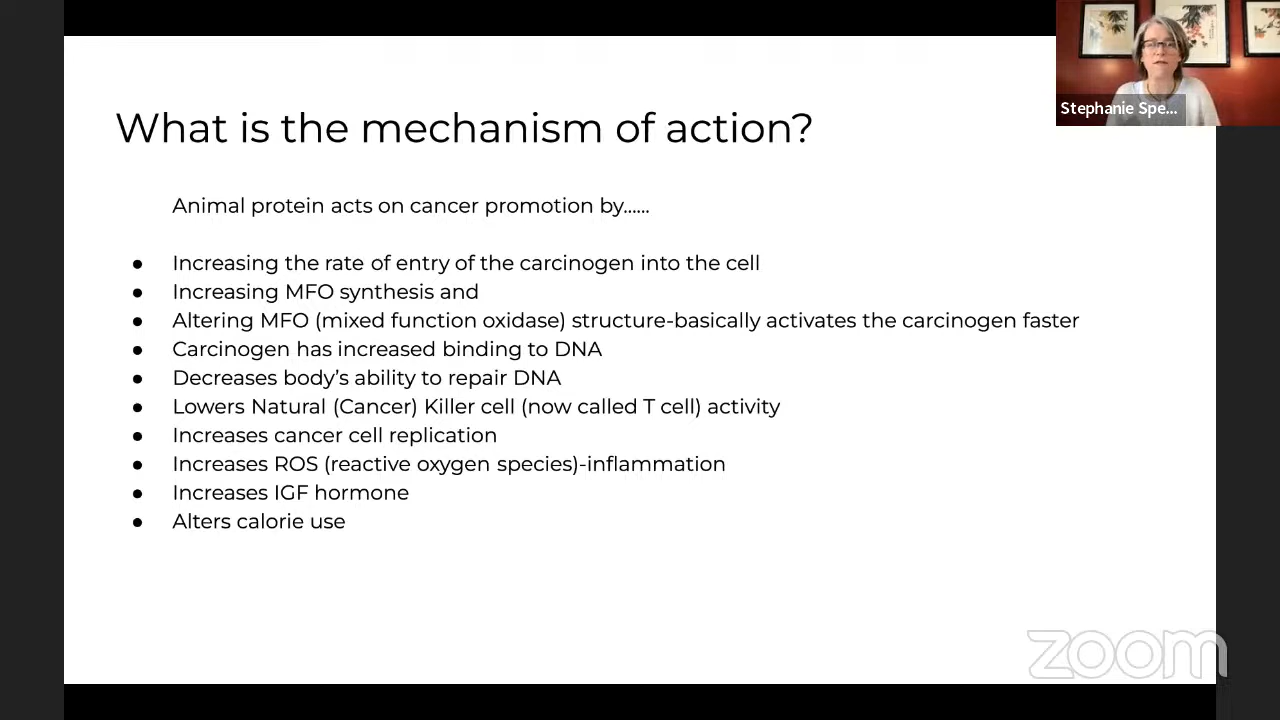 Stephanie Spe...
What is the mechanism of action?
Animal protein acts on cancer promotion by......
● Increasing the rate of entry of the carcinogen into the cell
● Increasing MFO synthesis and
● Altering MFO (mixed function oxidase) structure-basically activates the carcinogen faster
● Carcinogen has increased binding to DNA
● Decreases body's ability to repair DNA
● Lowers Natural (Cancer) Killer cell (now called T cell) activity
● Increases cancer cell replication
● Increases ROS (reactive oxygen species)-inflammation
● Increases IGF hormone
● Alters calorie use
zoom